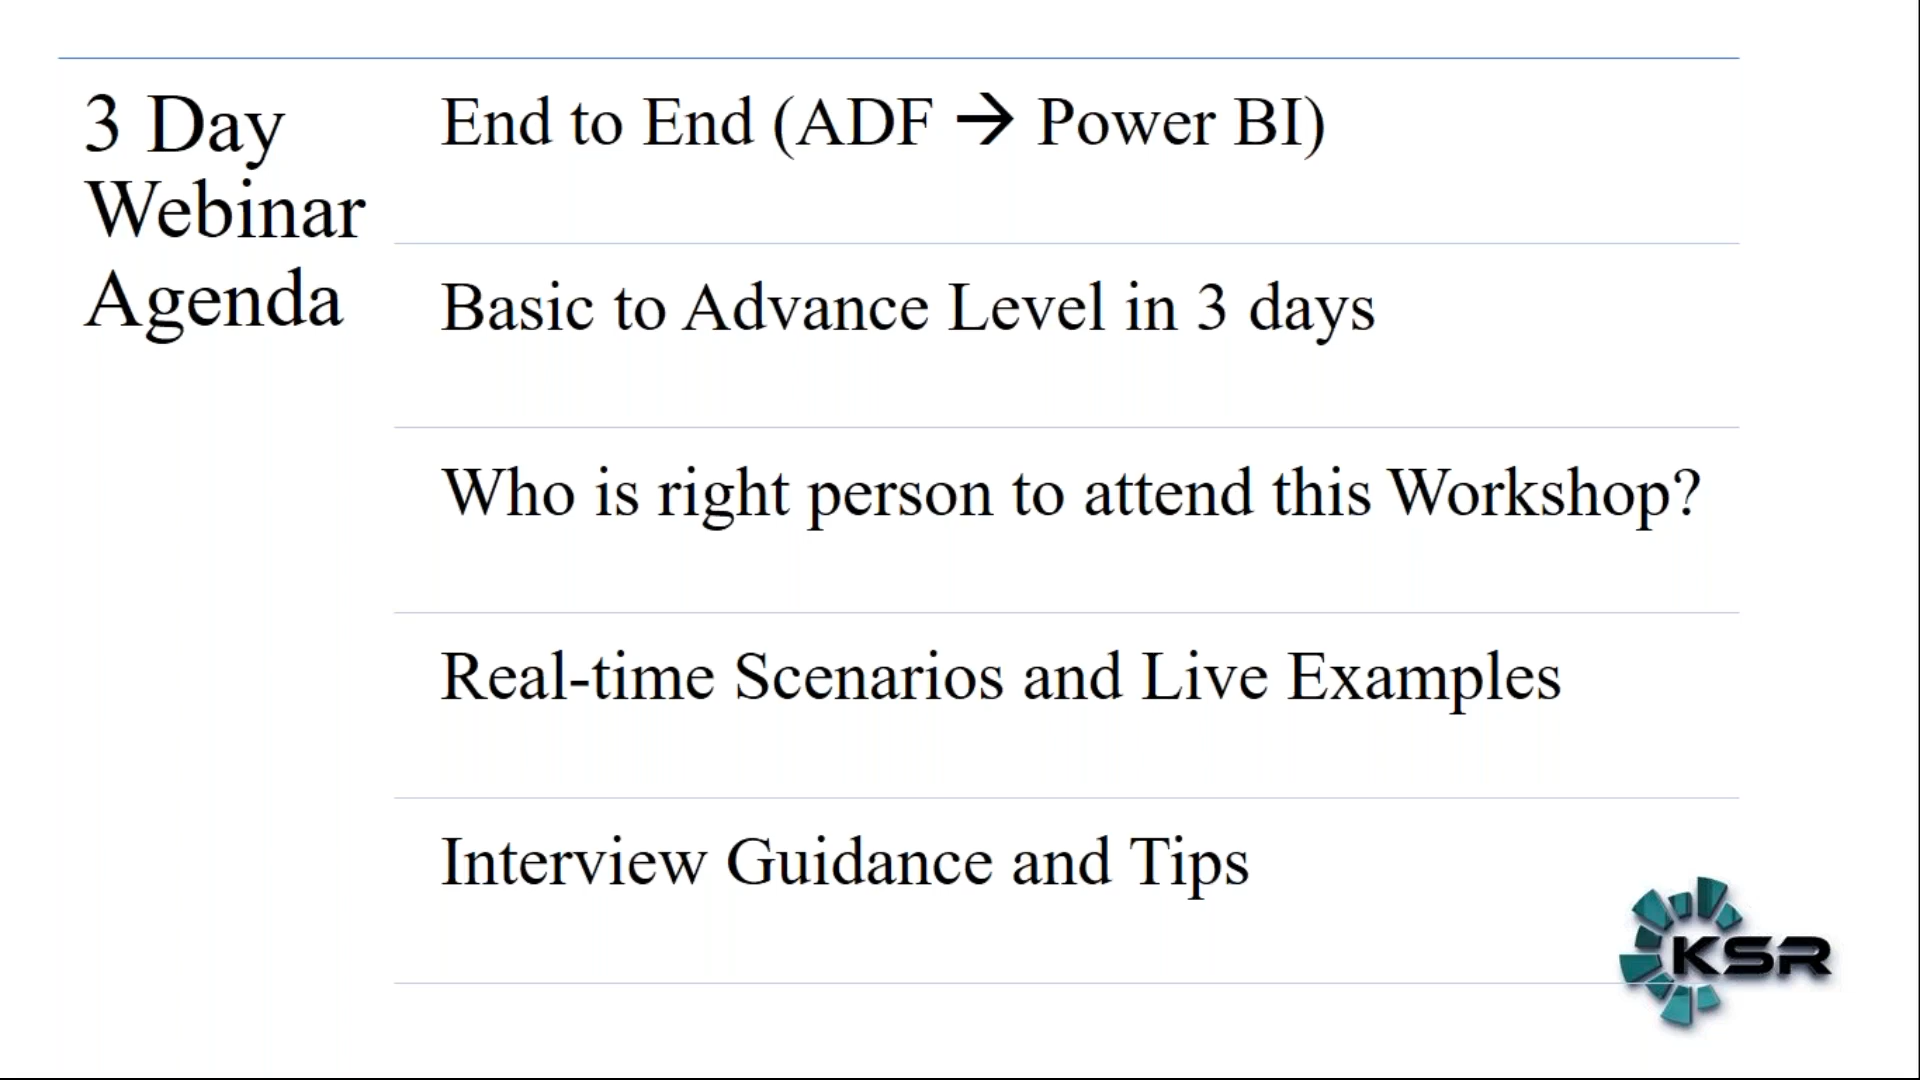 3 Day
Webinar
Agenda
End to End (ADF → Power BI)
Basic to Advance Level in 3 days
Who is right person to attend this Workshop?
Real-time Scenarios and Live Examples
Interview Guidance and Tips
KSR